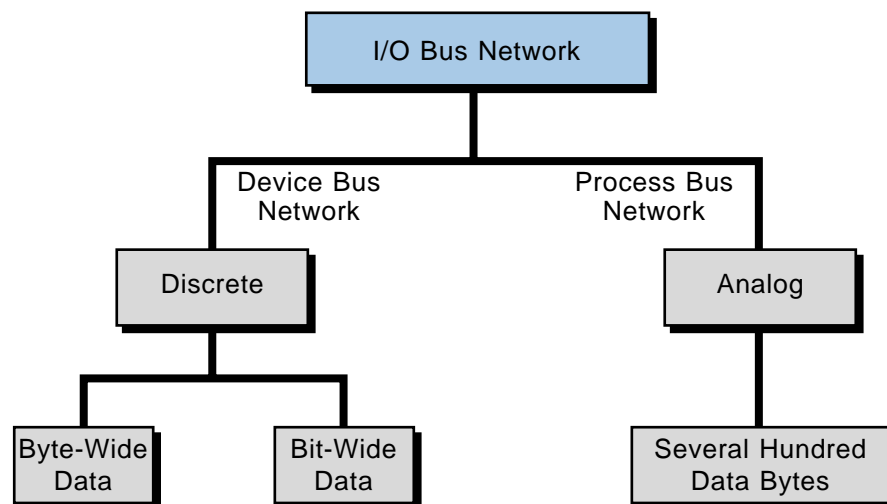 I/O Bus Network
Device Bus
Network
Process Bus
Network
Discrete
Analog
Byte-Wide
Data
Bit-Wide
Data
Several Hundred
Data Bytes